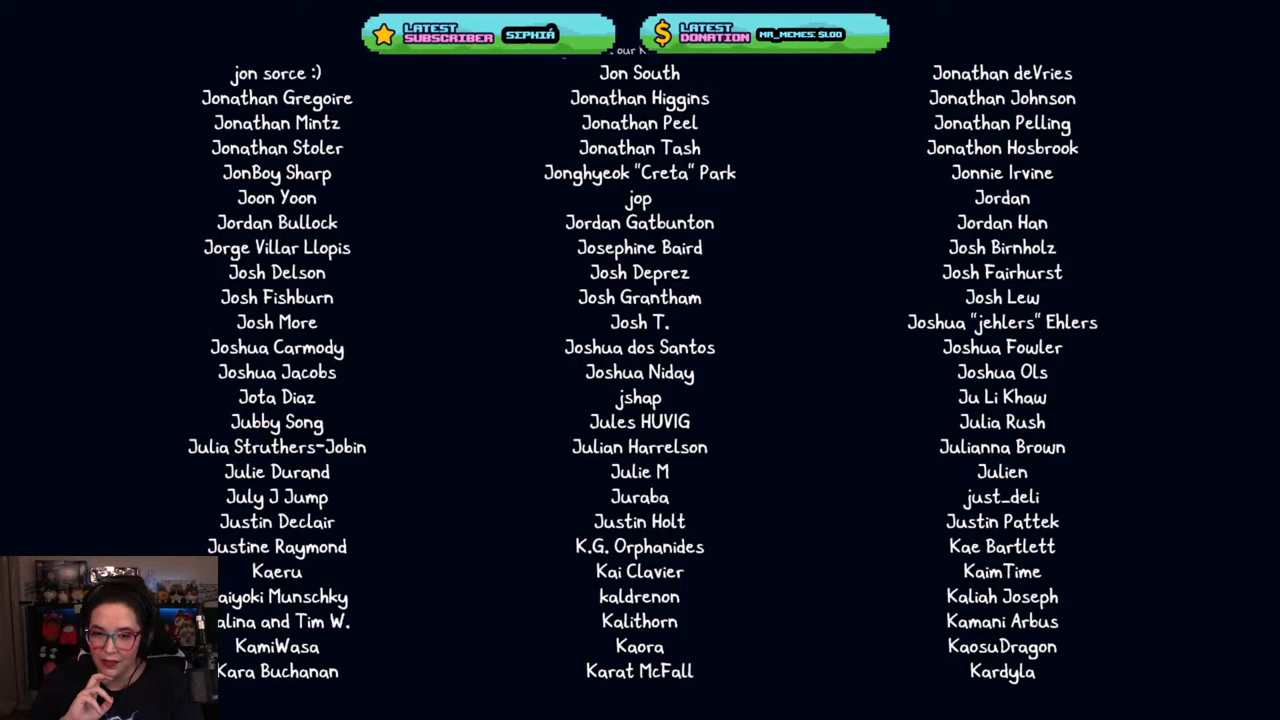 LATEST SUBSCRIBER SIPHIÁ
LATEST DONATION MR_MEMES: $1.00
our
jon sorce :) Jon South Jonathan deVries
Jonathan Gregoire Jonathan Higgins Jonathan Johnson
Jonathan Mintz Jonathan Peel Jonathan Pelling
Jonathan Stoler Jonathan Tash Jonathon Hosbrook
JonBoy Sharp Jonghyeok "Creta" Park Jonnie Irvine
Joon Yoon jop Jordan
Jordan Bullock Jordan Gatbunton Jordan Han
Jorge Villar Llopis Josephine Baird Josh Birnholz
Josh Delson Josh Deprez Josh Fairhurst
Josh Fishburn Josh Grantham Josh Lew
Josh More Josh T. Joshua "jehlers" Ehlers
Joshua Carmody Joshua dos Santos Joshua Fowler
Joshua Jacobs Joshua Niday Joshua Ols
Jota Diaz jshap Ju Li Khaw
Jubby Song Jules HUVIG Julia Rush
Julia Struthers-Jobin Julian Harrelson Julianna Brown
Julie Durand Julie M Julien
July J Jump Juraba just_deli
Justin Declair Justin Holt Justin Pattek
Justine Raymond K.G. Orphanides Kae Bartlett
Kaeru Kai Clavier KaimTime
aiyoki Munschky kaldrenon Kaliah Joseph
alina and Tim W. Kalithorn Kamani Arbus
KamiWasa Kaora KaosuDragon
Kara Buchanan Karat McFall Kardyla